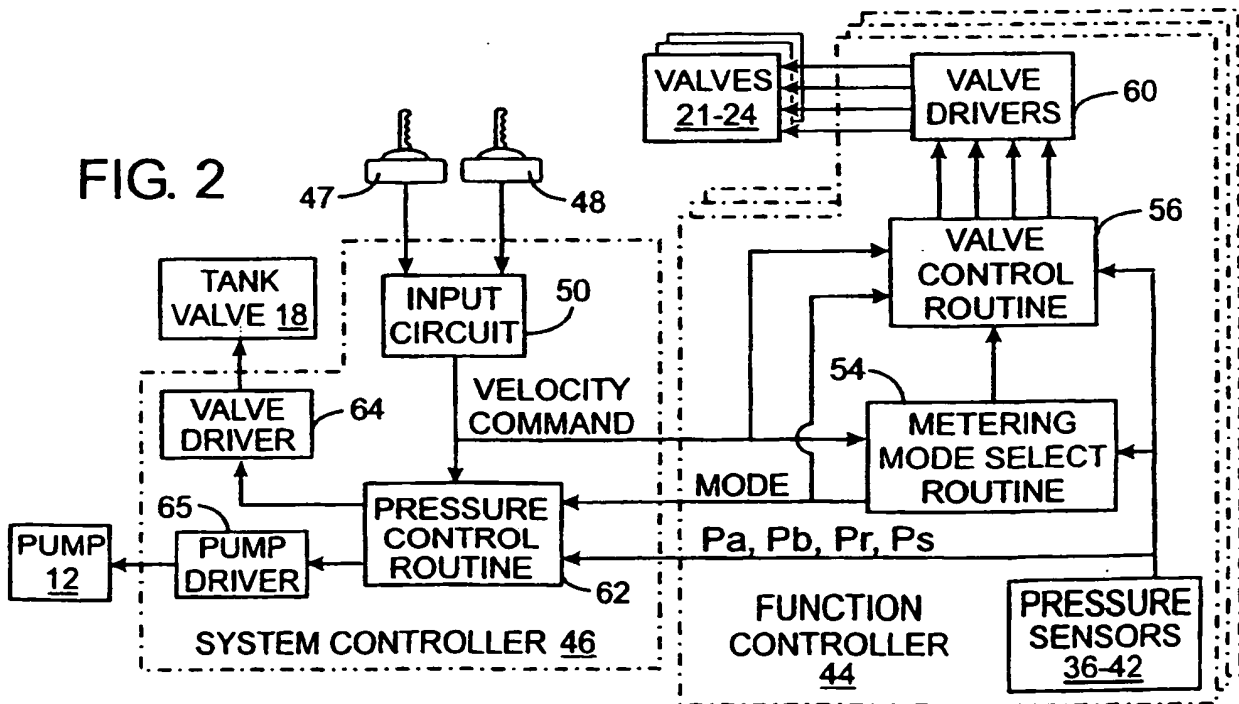 FIG. 2
VALVES
21-24
VALVE
DRIVERS
60
47
48
56
VALVE
CONTROL
ROUTINE
TANK
VALVE 18
INPUT
CIRCUIT
50
VELOCITY
COMMAND
54
METERING
MODE SELECT
ROUTINE
VALVE
DRIVER
64
MODE
65
PRESSURE
CONTROL
ROUTINE
62
Pa, Pb, Pr, Ps
PUMP
12
PUMP
DRIVER
SYSTEM CONTROLLER 46
FUNCTION
CONTROLLER
44
PRESSURE
SENSORS
36-42